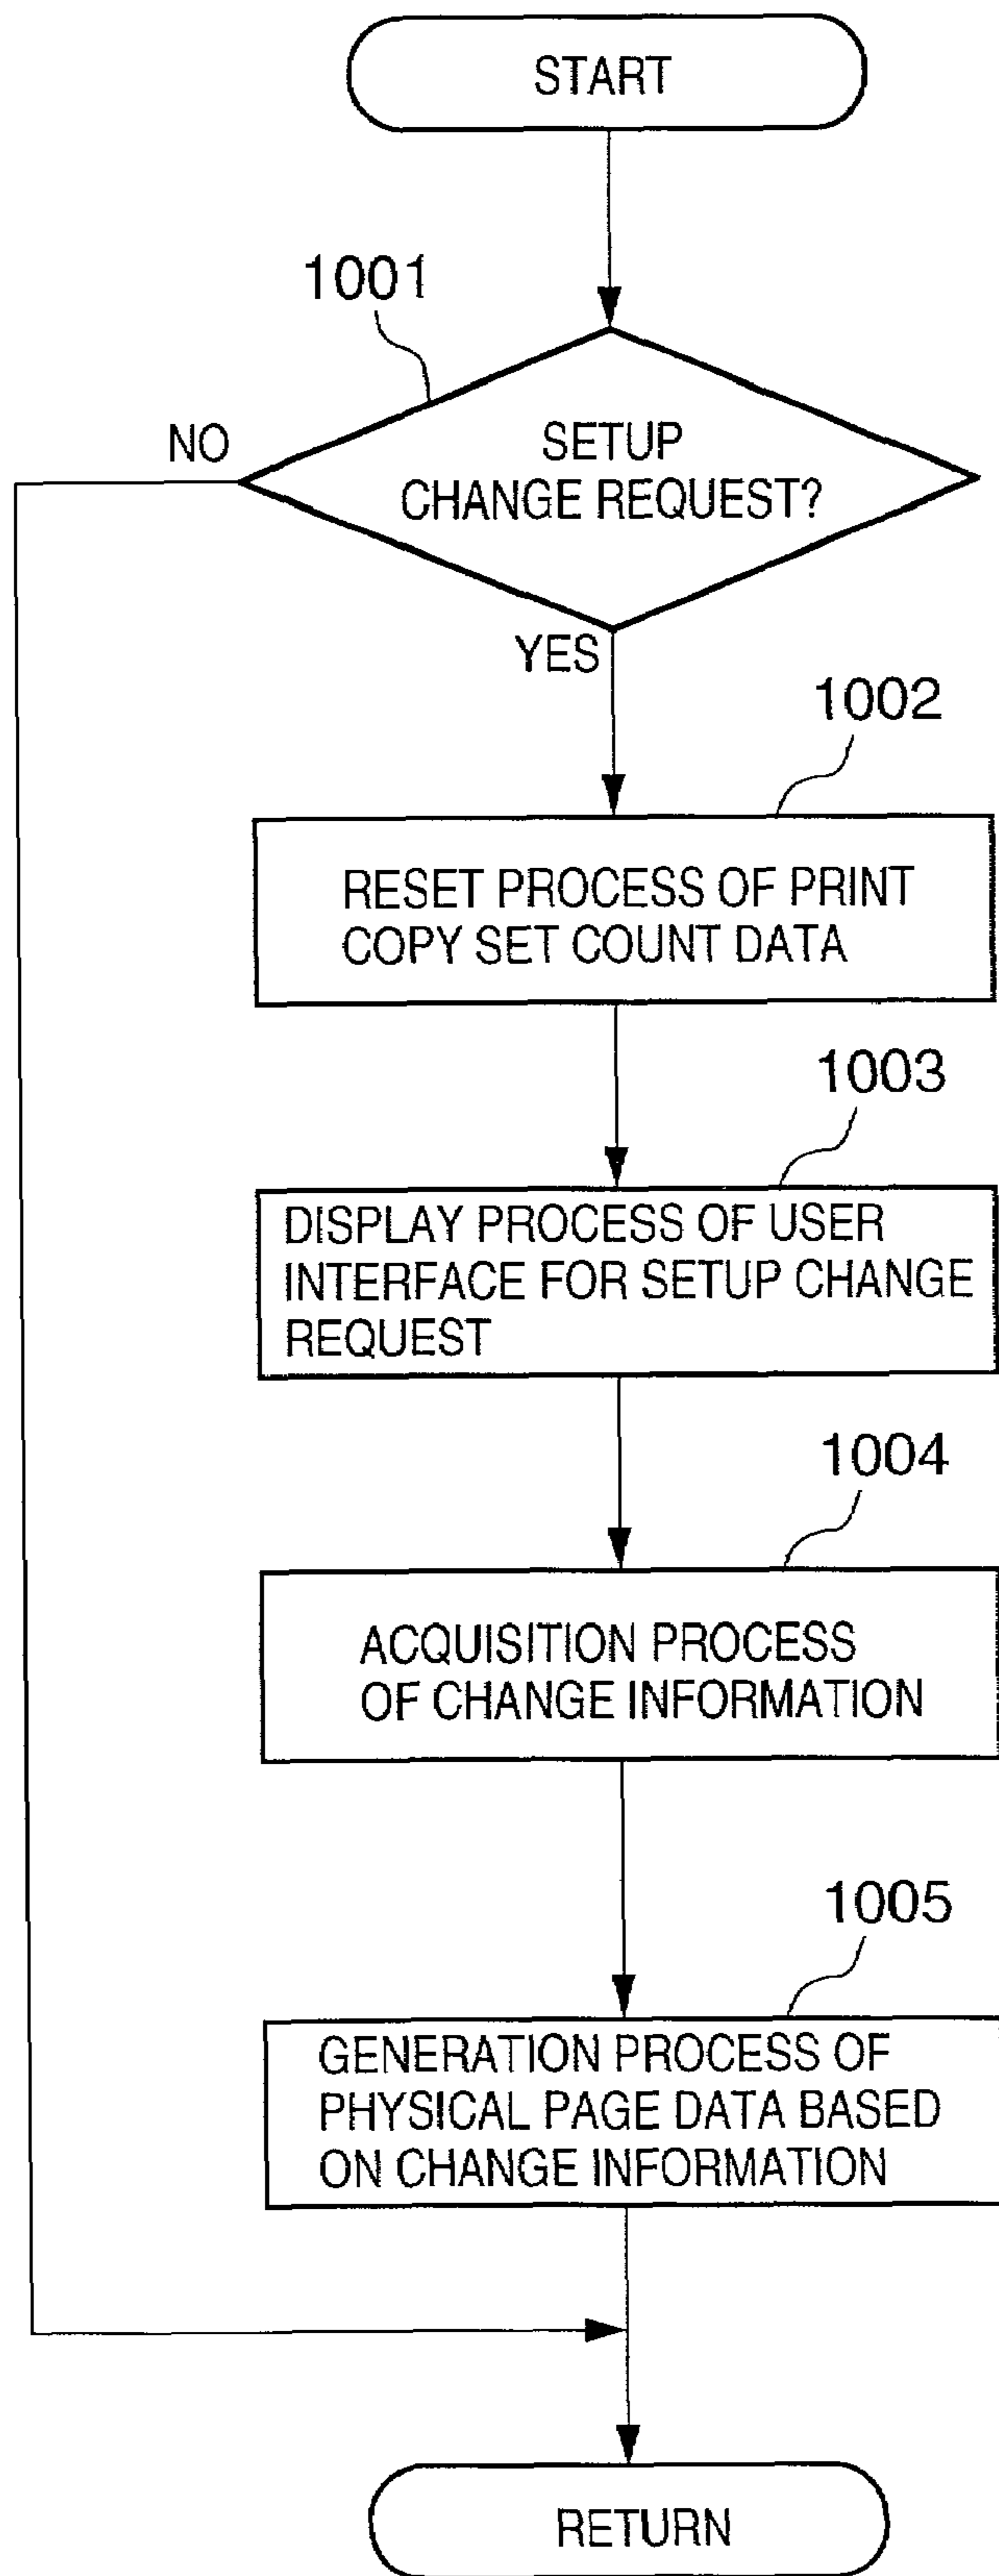 START
1001
NO
SETUP
CHANGE REQUEST?
YES
1002
RESET PROCESS OF PRINT
COPY SET COUNT DATA
1003
DISPLAY PROCESS OF USER
INTERFACE FOR SETUP CHANGE
REQUEST
1004
ACQUISITION PROCESS
OF CHANGE INFORMATION
1005
GENERATION PROCESS OF
PHYSICAL PAGE DATA BASED
ON CHANGE INFORMATION
RETURN